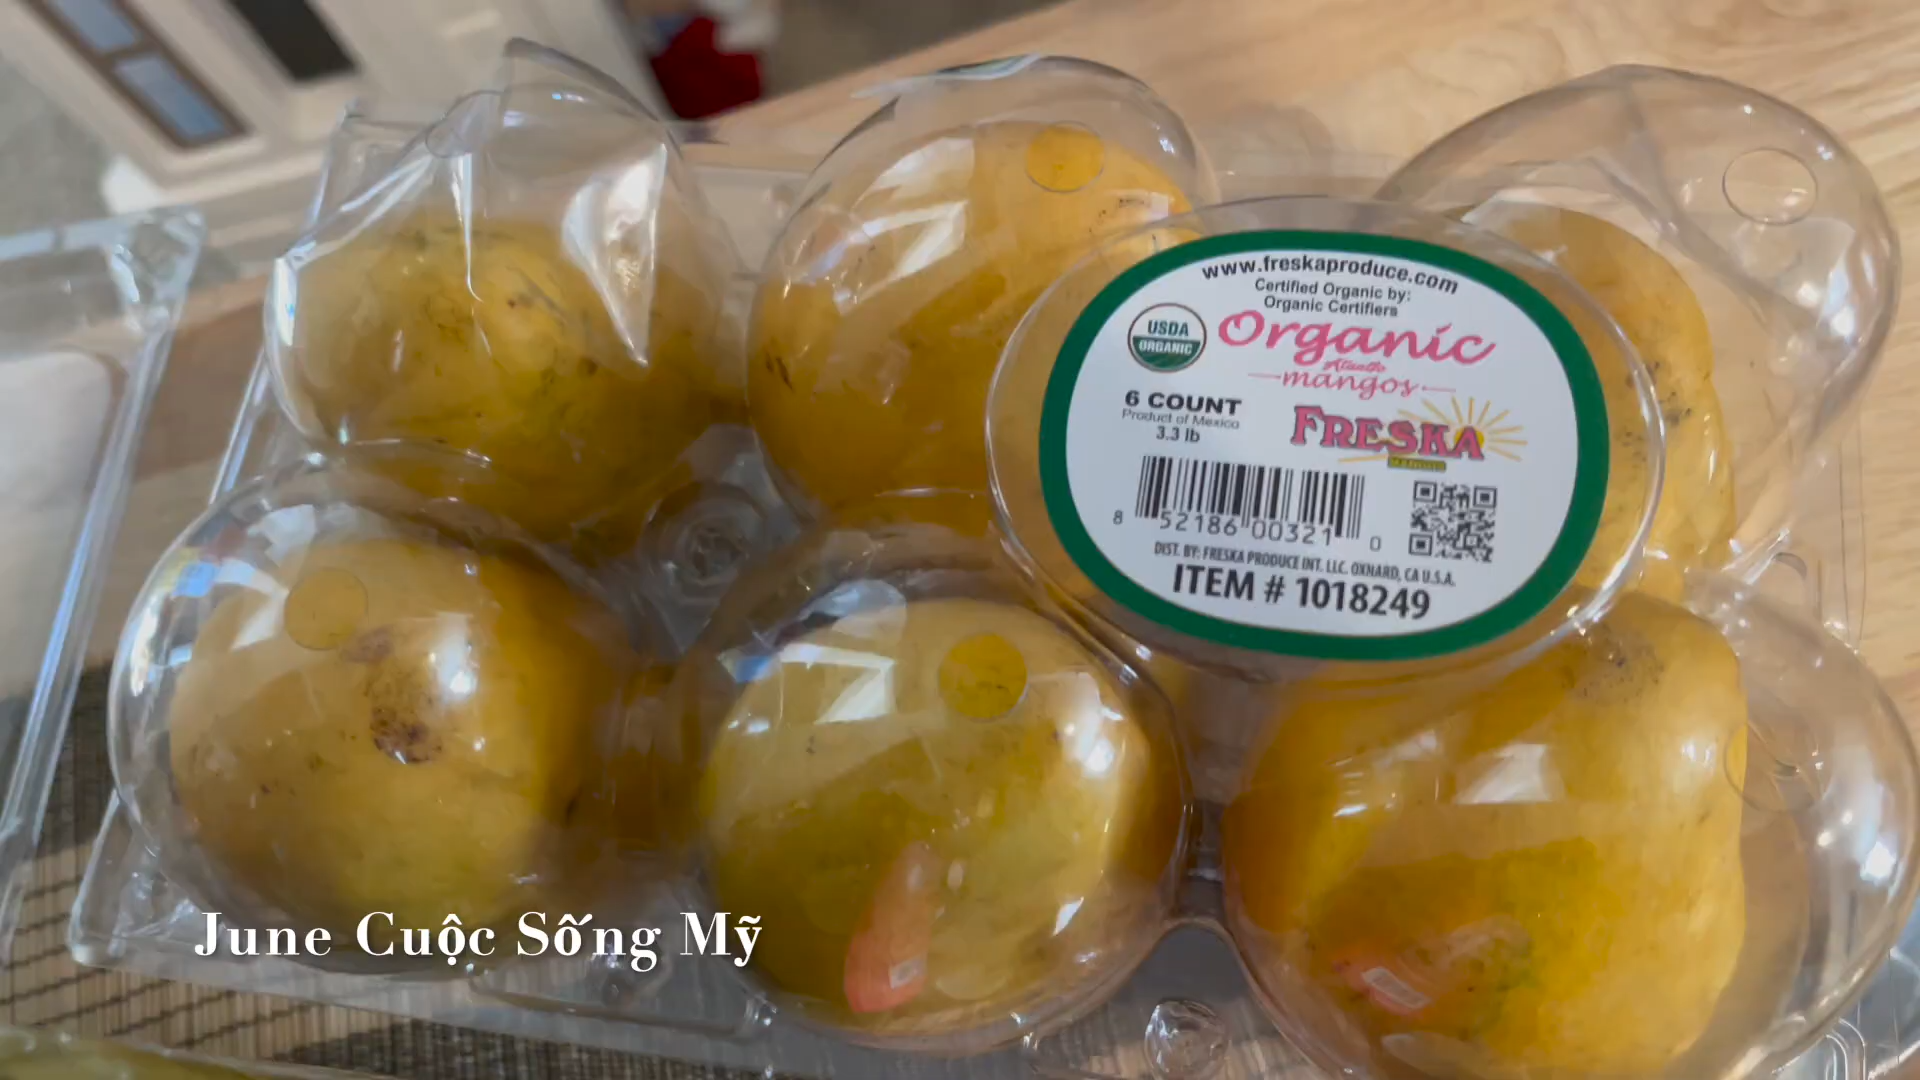 www.freskaproduce.com
Certified Organic by:
Organic Certifiers
USDA
ORGANIC
Organic
Ataulfo
mangos
6 COUNT
Product of Mexico
3.3 lb
FRESKA
MANGOS
8 52186 00321 0
DIST. BY: FRESKA PRODUCE INT. LLC. OXNARD, CA U.S.A.
ITEM # 1018249
June Cuộc Sống Mỹ